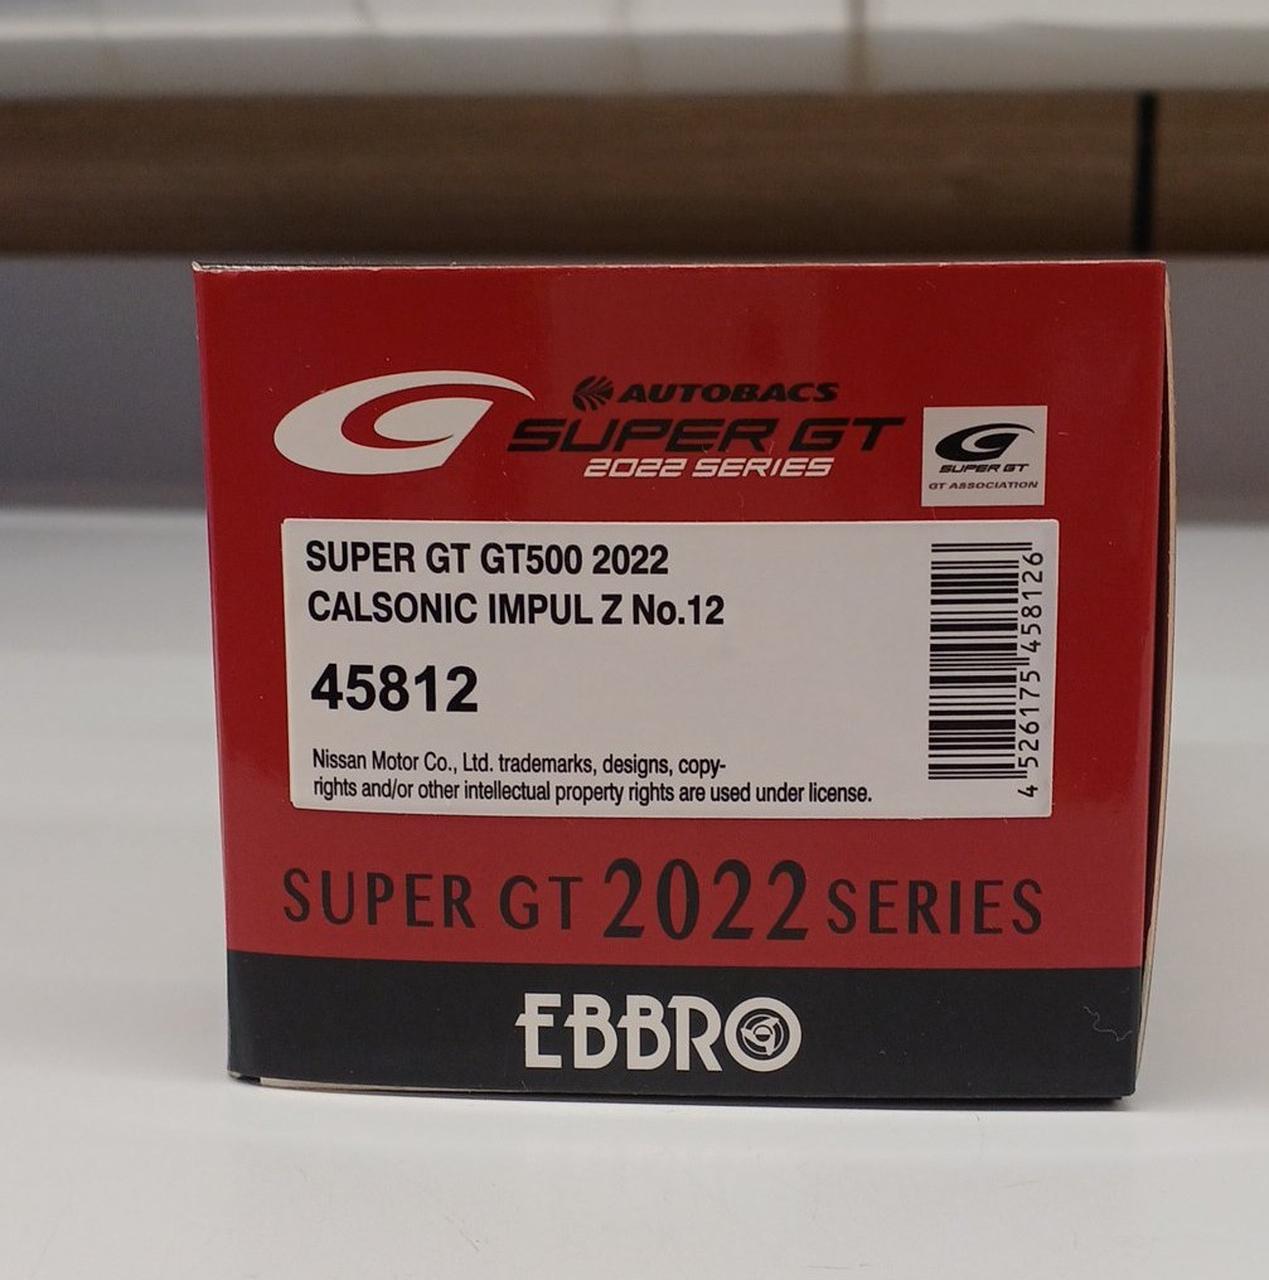 AUTOBACS
SUPER GT
2022 SERIES
SUPER GT
GT ASSOCIATION
SUPER GT GT500 2022
CALSONIC IMPUL Z No.12
45812
Nissan Motor Co., Ltd. trademarks, designs, copy-
rights and/or other intellectual property rights are used under license.
4 526175 458126
SUPER GT 2022 SERIES
EBBRO